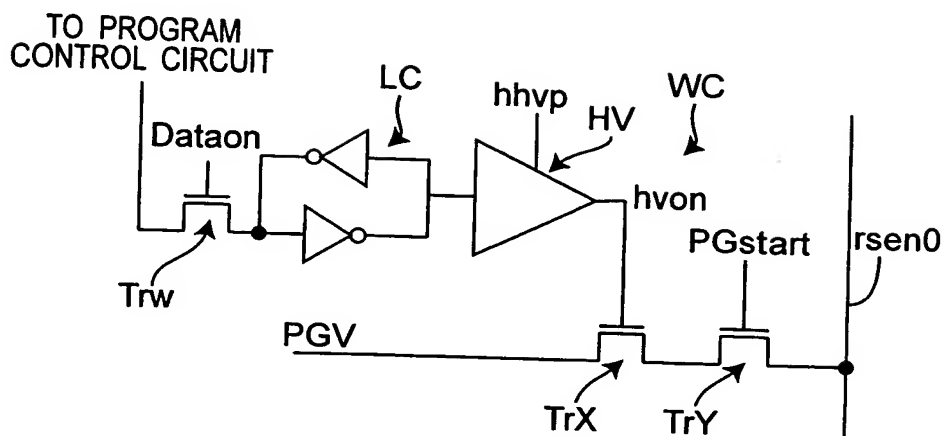 TO PROGRAM
CONTROL CIRCUIT
LC
hhvp
HV
WC
Dataon
hvon
PGstart
rsen0
Trw
PGV
TrX
TrY